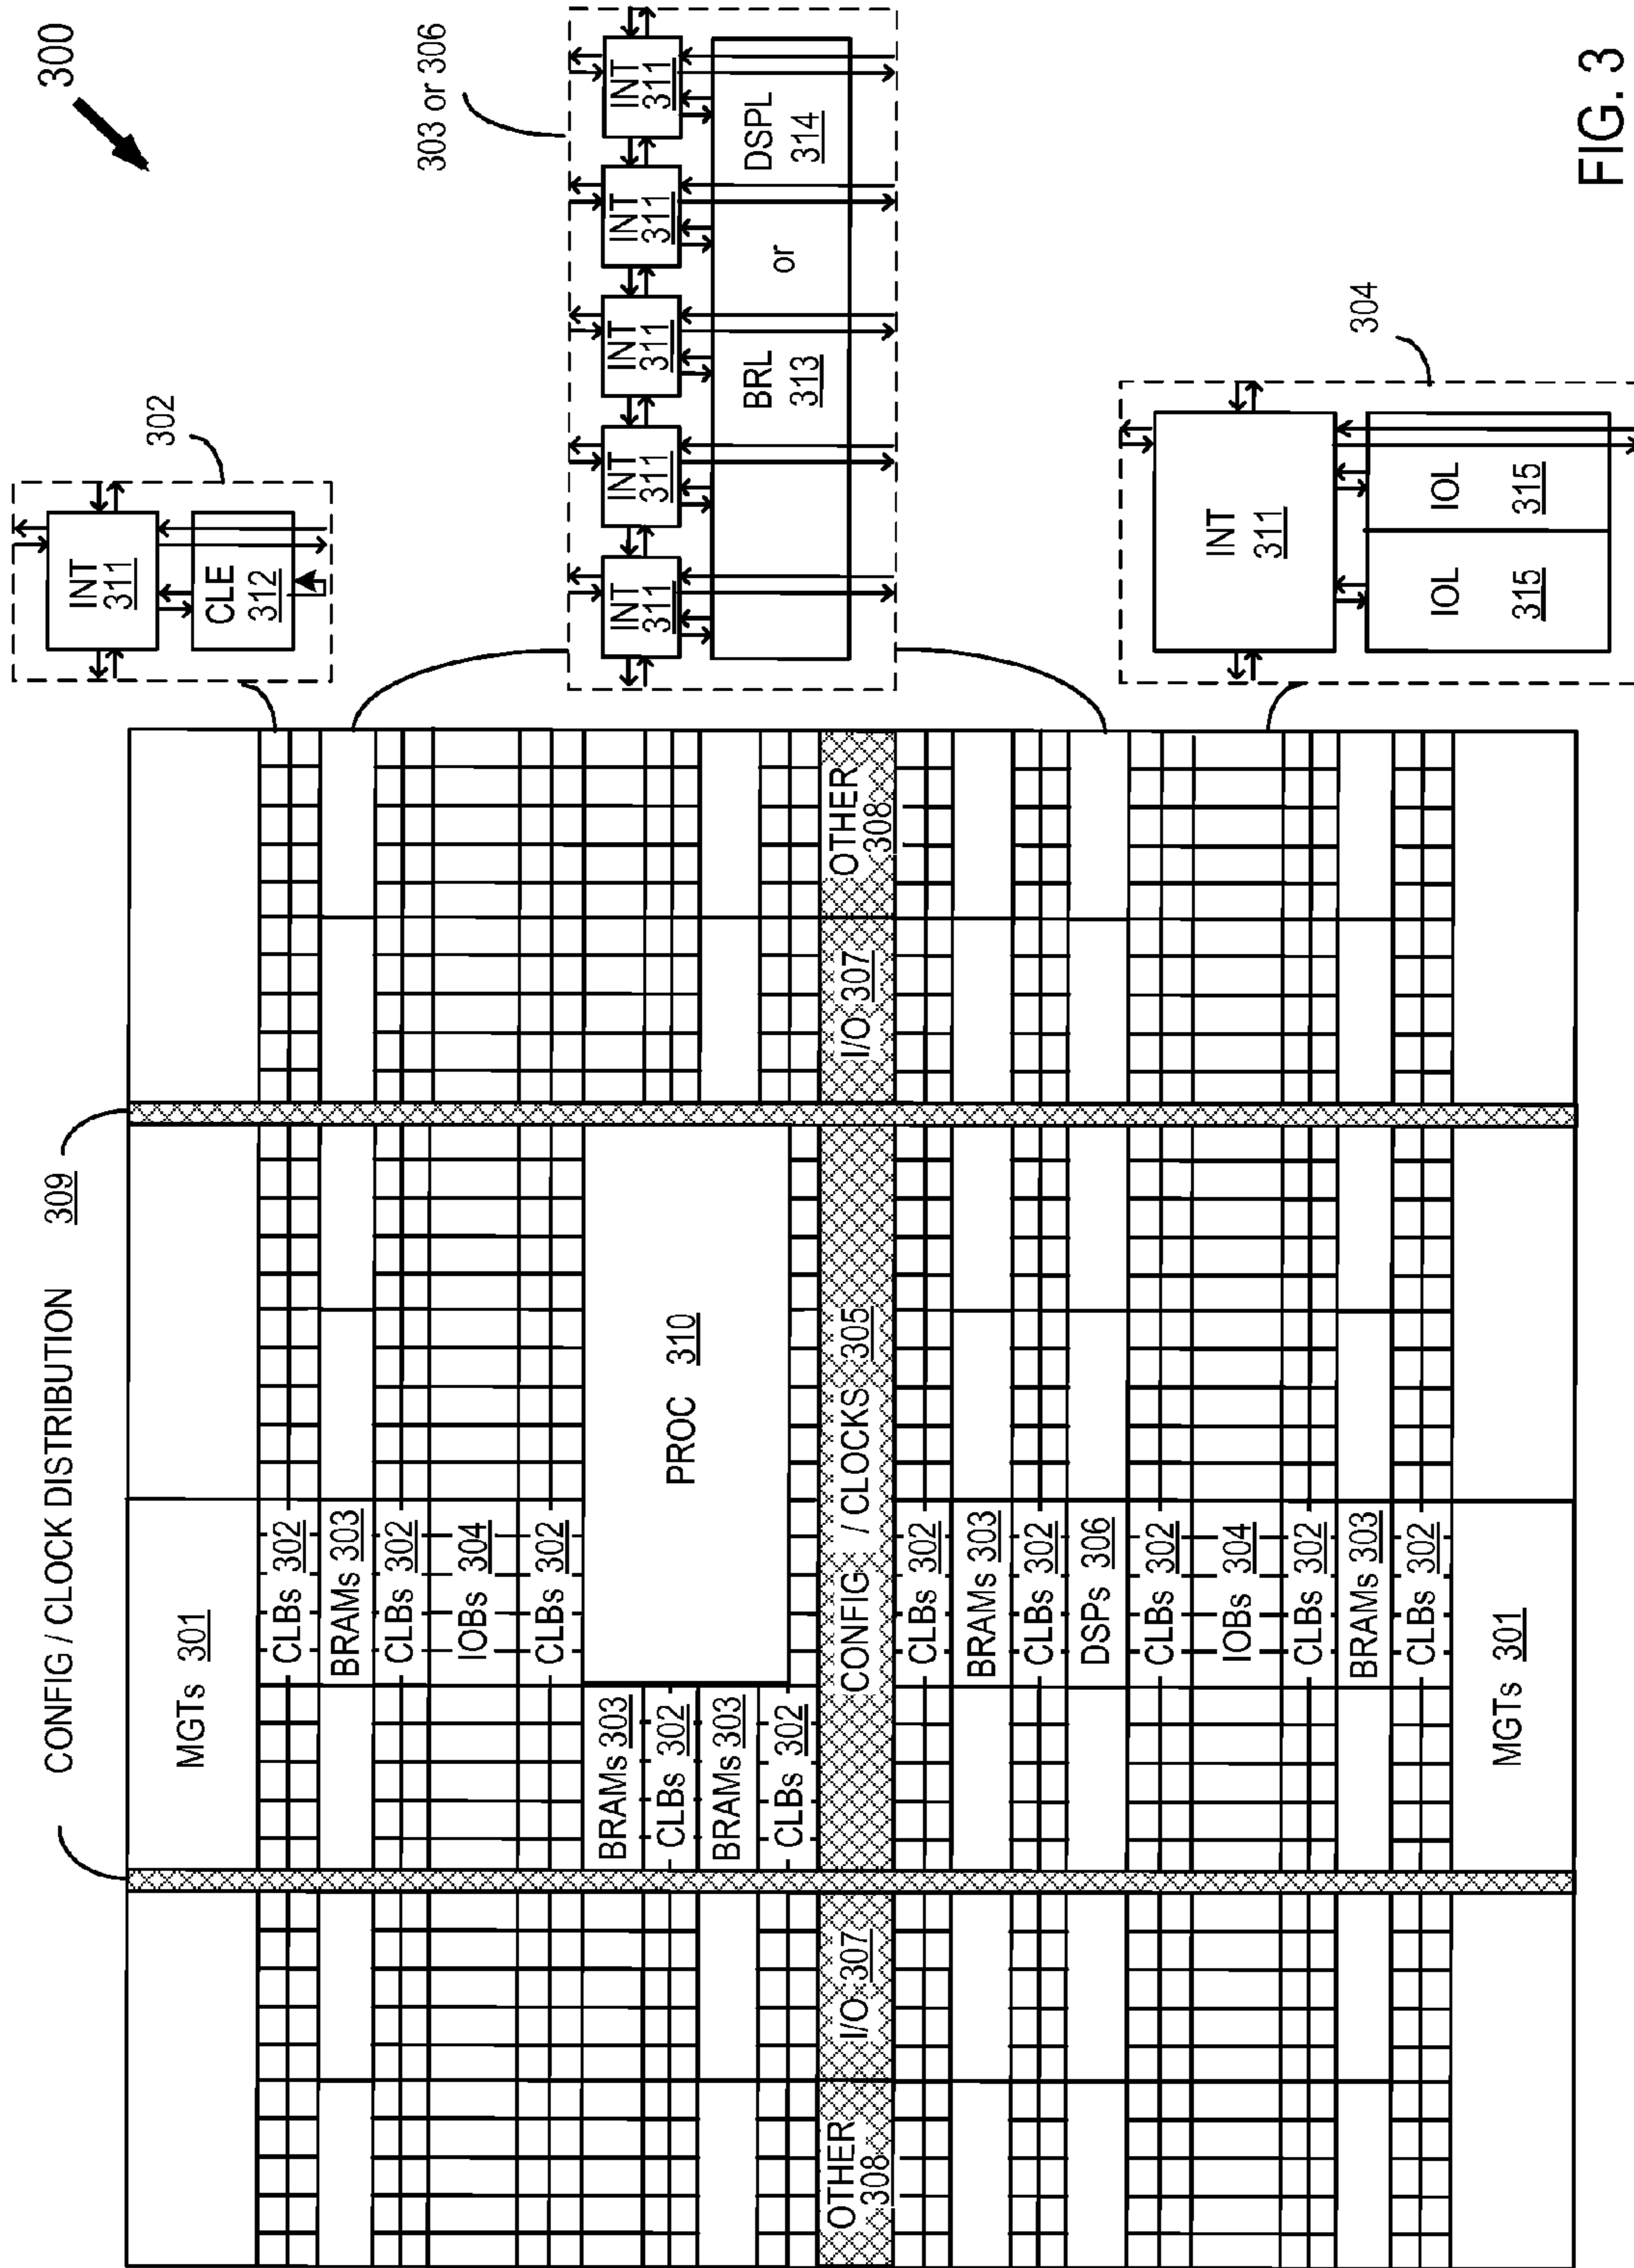 300
CONFIG / CLOCK DISTRIBUTION 309
MGTs 301
CLBs 302
BRAMs 303
CLBs 302
IOBs 304
CLBs 302
BRAMs 303
CLBs 302
BRAMs 303
CLBs 302
PROC 310
OTHER
308
I/O 307
CONFIG / CLOCKS 305
I/O 307
OTHER
308
CLBs 302
BRAMs 303
CLBs 302
DSPs 306
CLBs 302
IOBs 304
CLBs 302
BRAMs 303
CLBs 302
MGTs 301
302
INT
311
CLE
312
303 or 306
INT
311
INT
311
INT
311
INT
311
INT
311
BRL
313
or
DSPL
314
304
INT
311
IOL
315
IOL
315
FIG. 3